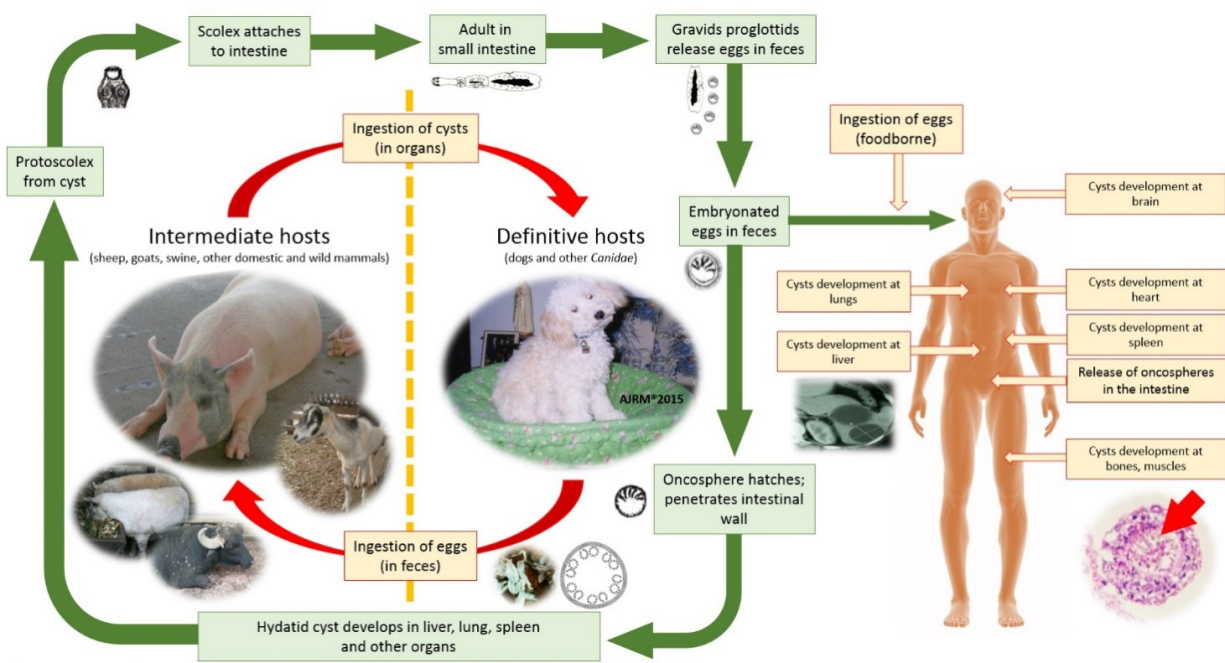 Scolex attaches
to intestine
Adult in
small intestine
Gravids proglottids
release eggs in feces
Ingestion of cysts
(in organs)
Ingestion of eggs
(foodborne)
Protoscolex
from cyst
Cysts development at
brain
Embryonated
eggs in feces
Intermediate hosts
(sheep, goats, swine, other domestic and wild mammals)
Definitive hosts
(dogs and other Canidae)
Cysts development at
lungs
Cysts development at
heart
Cysts development at
liver
Cysts development at
spleen
Release of oncospheres
in the intestine
AJRM®2015
Cysts development at
bones, muscles
Oncosphere hatches;
penetrates intestinal
wall
Ingestion of eggs
(in feces)
Hydatid cyst develops in liver, lung, spleen
and other organs